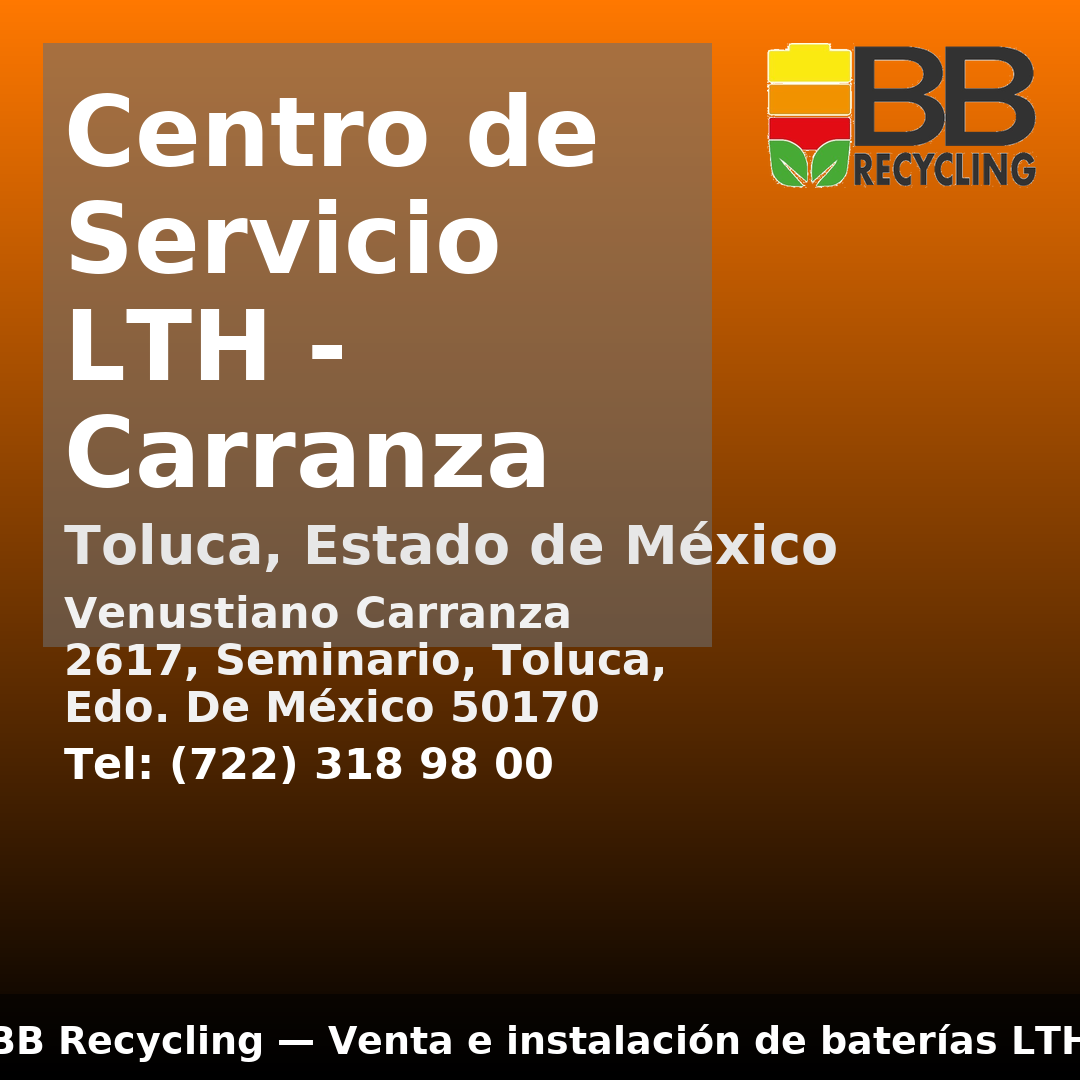 Centro de
Servicio
LTH -
Carranza
BB
RECYCLING
Toluca, Estado de México
Venustiano Carranza
2617, Seminario, Toluca,
Edo. De México 50170
Tel: (722) 318 98 00
BB Recycling — Venta e instalación de baterías LTH